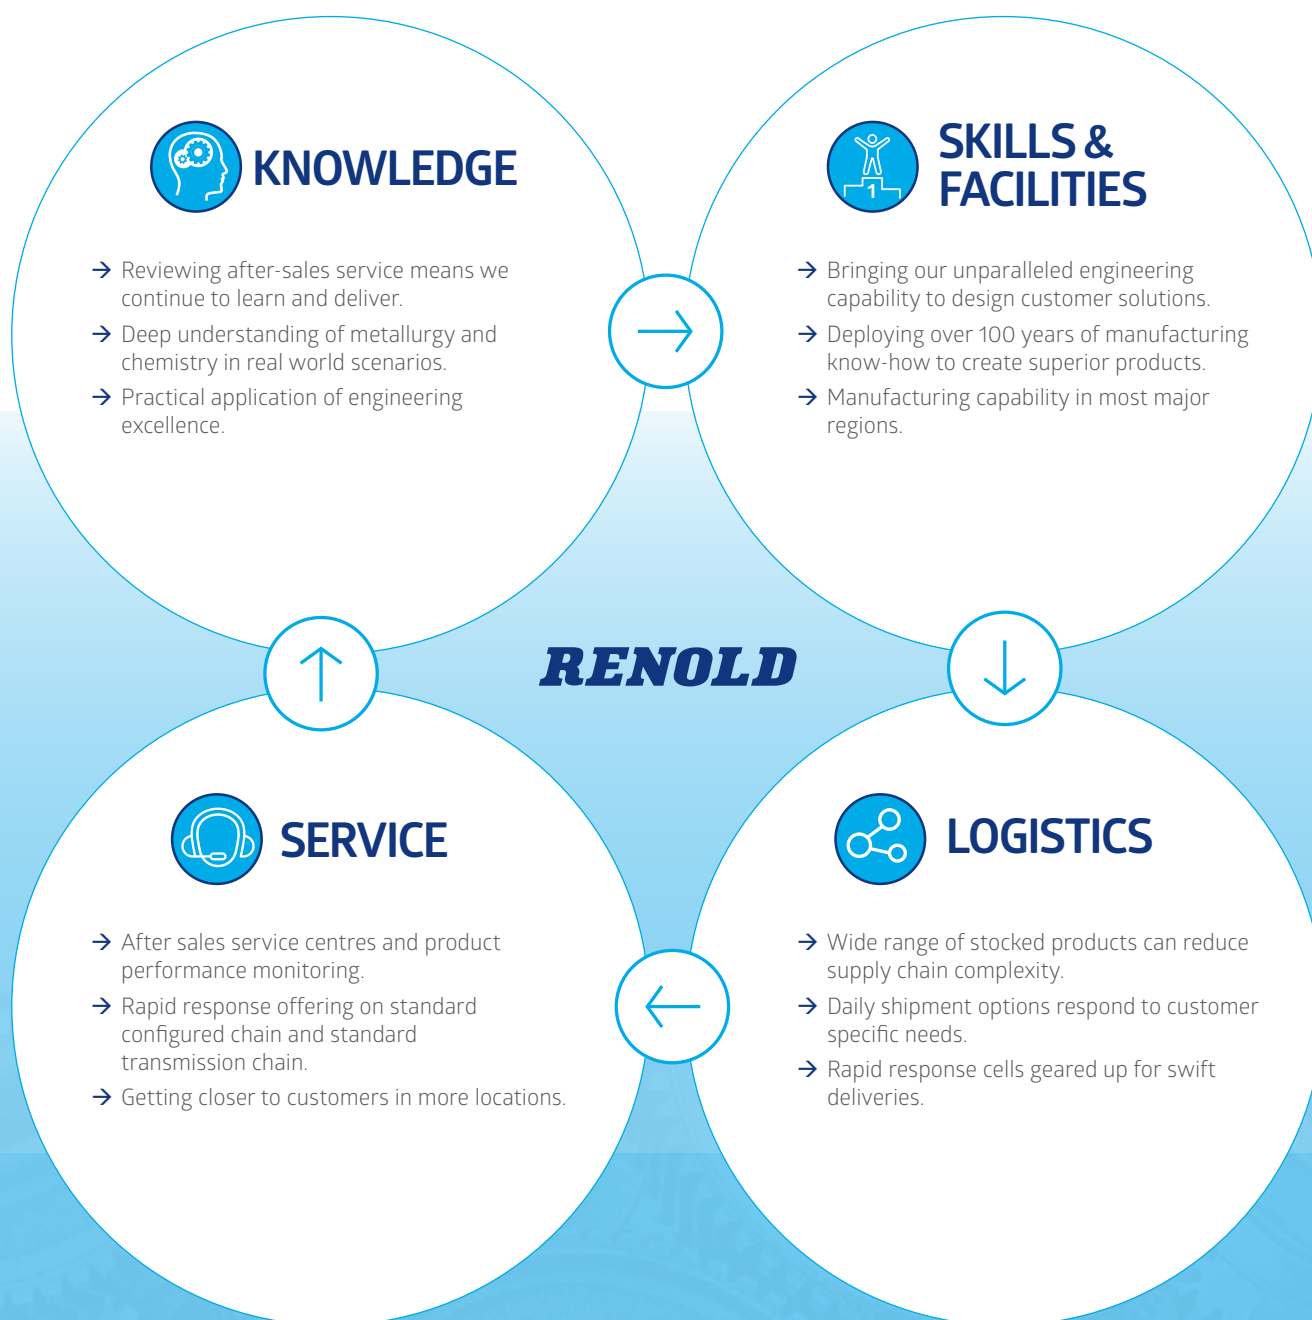 KNOWLEDGE
→ Reviewing after-sales service means we
continue to learn and deliver.
→ Deep understanding of metallurgy and
chemistry in real world scenarios.
→ Practical application of engineering
excellence.
SKILLS &
FACILITIES
1
→ Bringing our unparalleled engineering
capability to design customer solutions.
→ Deploying over 100 years of manufacturing
know-how to create superior products.
→ Manufacturing capability in most major
regions.
RENOLD
SERVICE
→ After sales service centres and product
performance monitoring.
→ Rapid response offering on standard
configured chain and standard
transmission chain.
→ Getting closer to customers in more locations.
LOGISTICS
→ Wide range of stocked products can reduce
supply chain complexity.
→ Daily shipment options respond to customer
specific needs.
→ Rapid response cells geared up for swift
deliveries.